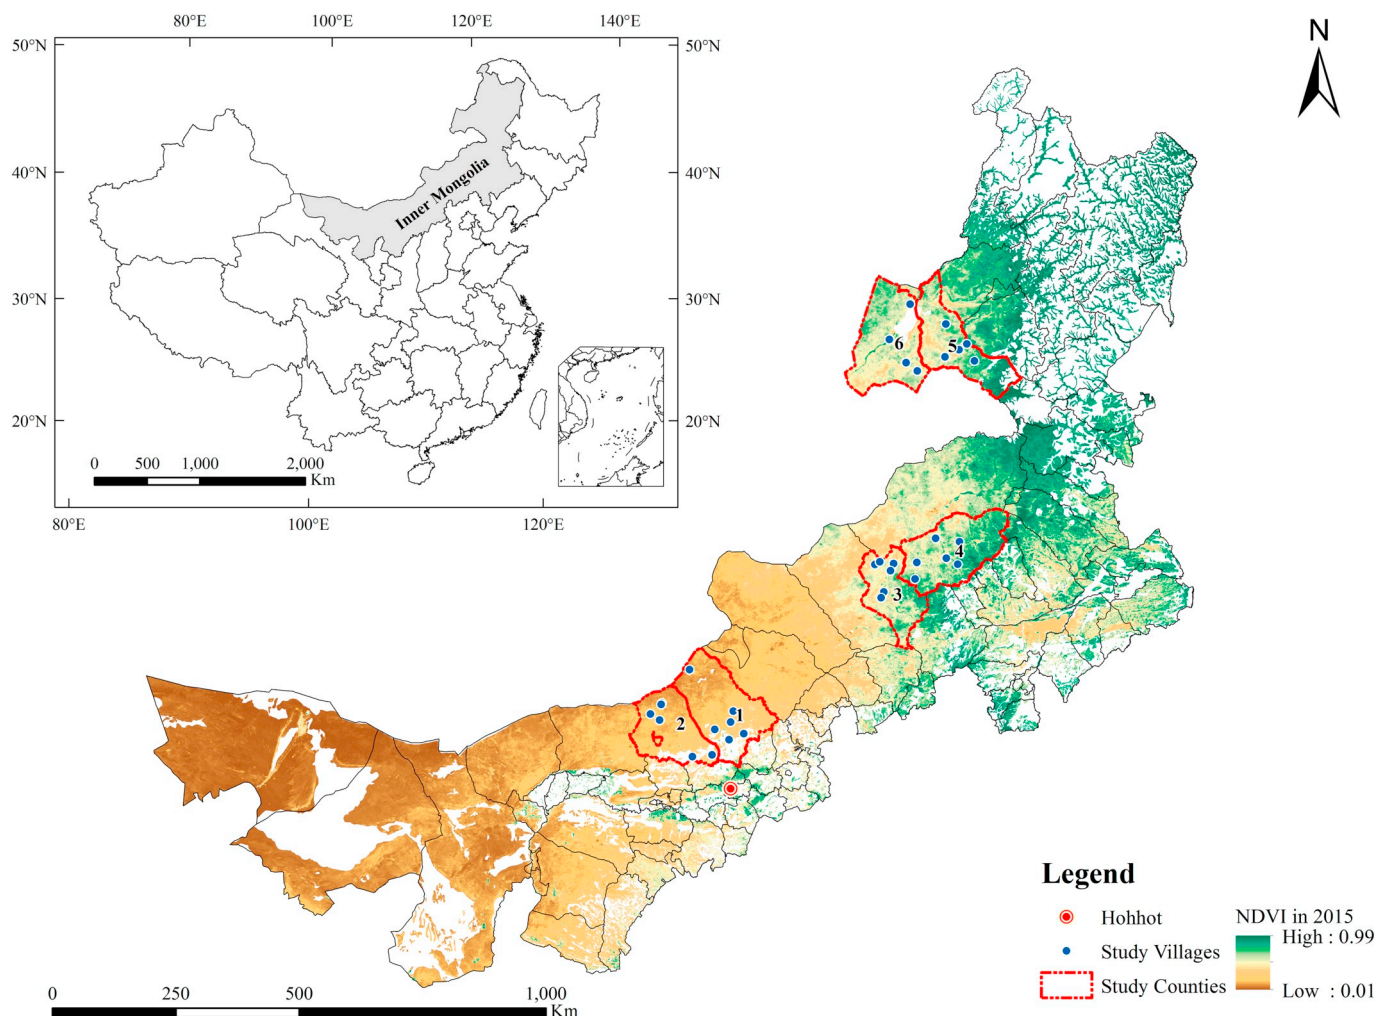 80°E 100°E 120°E 140°E
50°N 50°N
40°N 40°N
30°N 30°N
20°N 20°N
Inner Mongolia
0 500 1,000 2,000
Km
80°E 100°E 120°E
N
6
5
4
3
2
1
Legend
Hohhot
Study Villages
Study Counties
NDVI in 2015
High : 0.99
Low : 0.01
0 250 500 1,000
Km